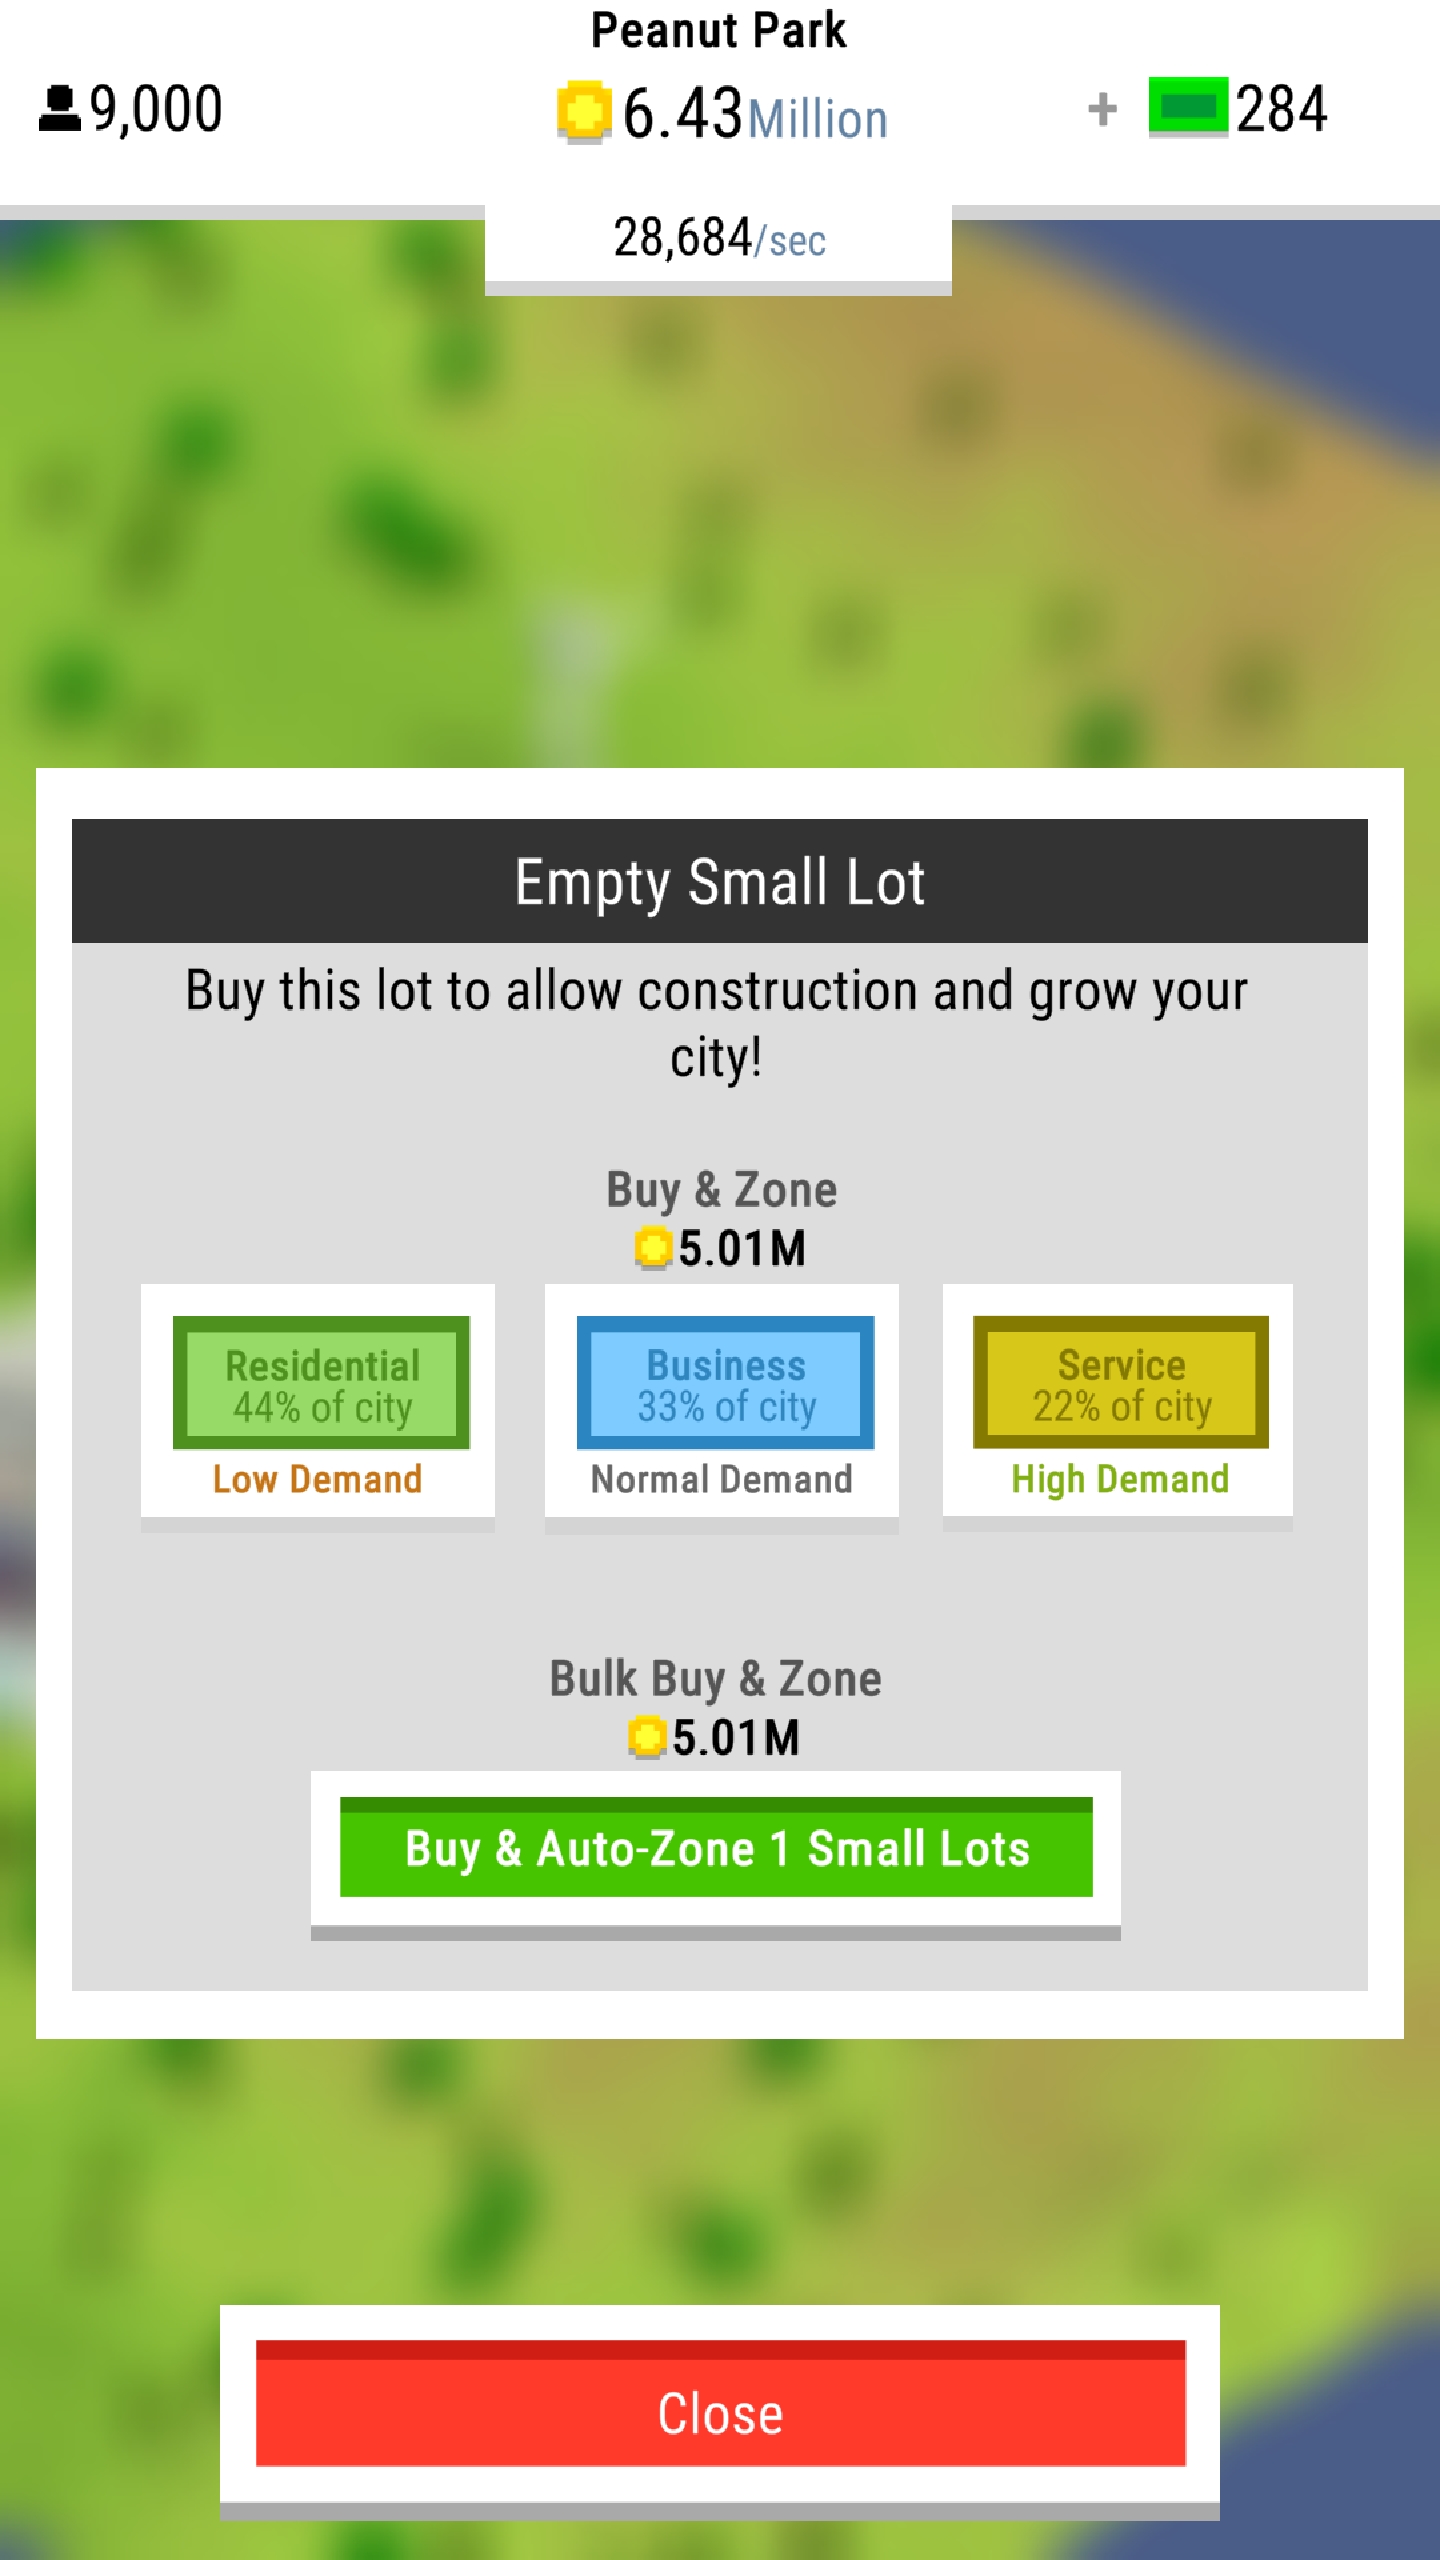 Peanut Park
9,000
6.43Million
+ 284
28,684/sec
Empty Small Lot
Buy this lot to allow construction and grow your
city!
Buy & Zone
5.01M
Residential
44% of city
Low Demand
Business
33% of city
Normal Demand
Service
22% of city
High Demand
Bulk Buy & Zone
5.01M
Buy & Auto-Zone 1 Small Lots
Close